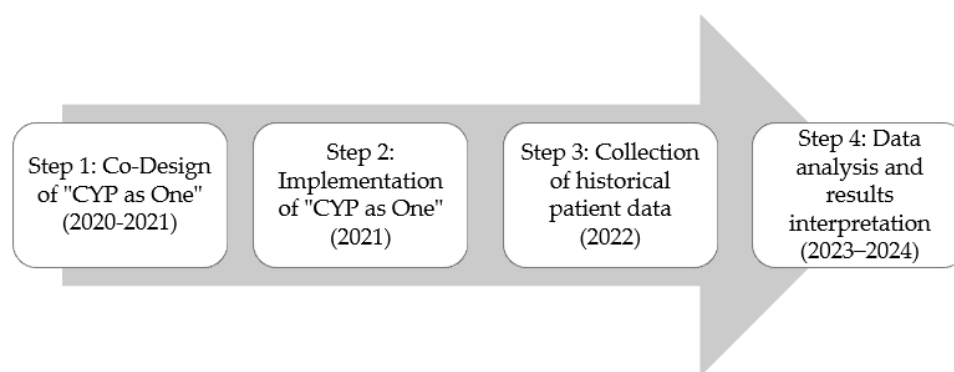 Step 1: Co-Design
of "CYP as One"
(2020-2021)
Step 2:
Implementation
of "CYP as One"
(2021)
Step 3: Collection
of historical
patient data
(2022)
Step 4: Data
analysis and
results
interpretation
(2023–2024)